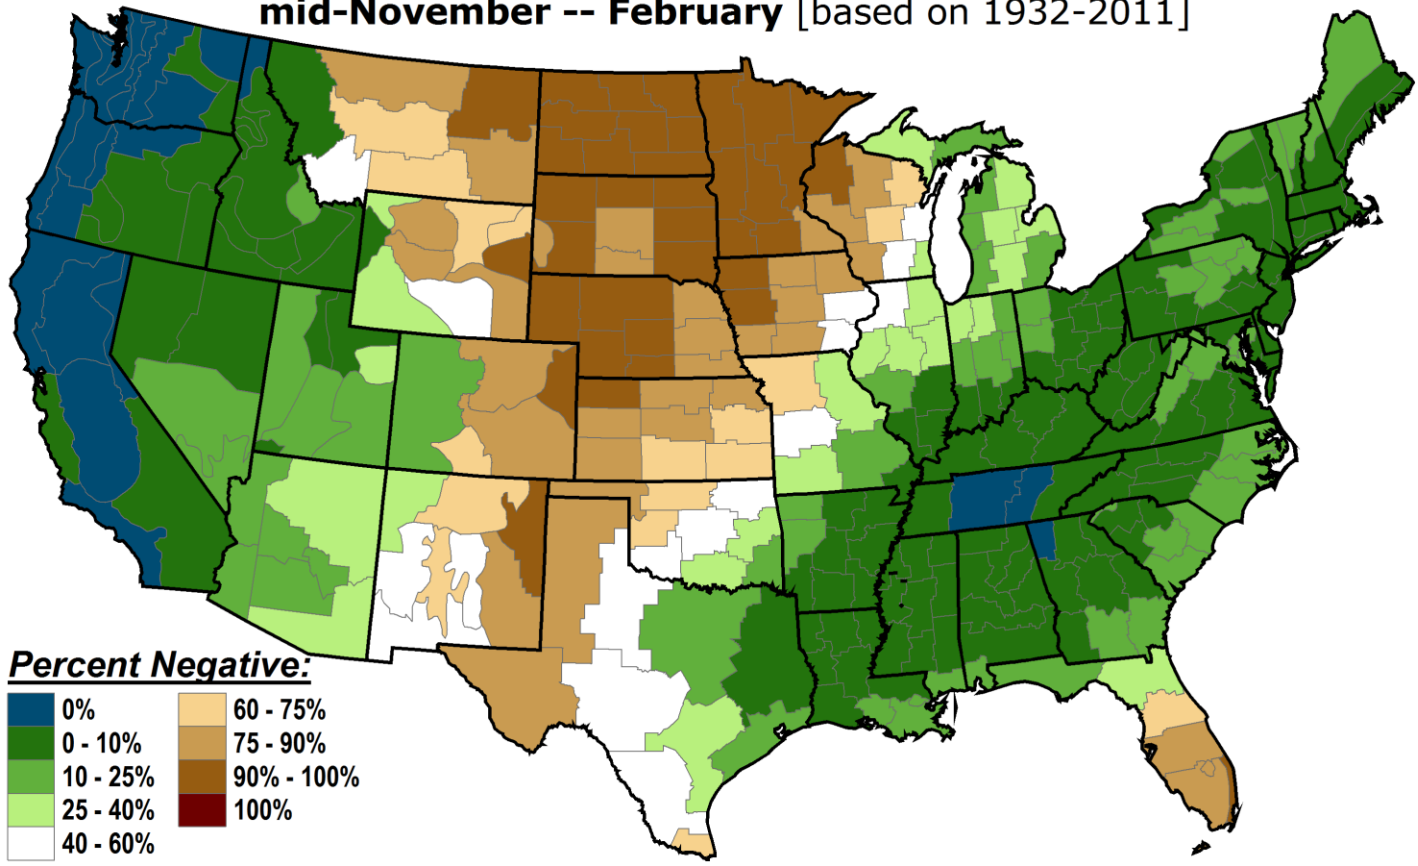 mid-November -- February [based on 1932-2011]
Percent Negative:
0%
0 - 10%
10 - 25%
25 - 40%
40 - 60%
60 - 75%
75 - 90%
90% - 100%
100%